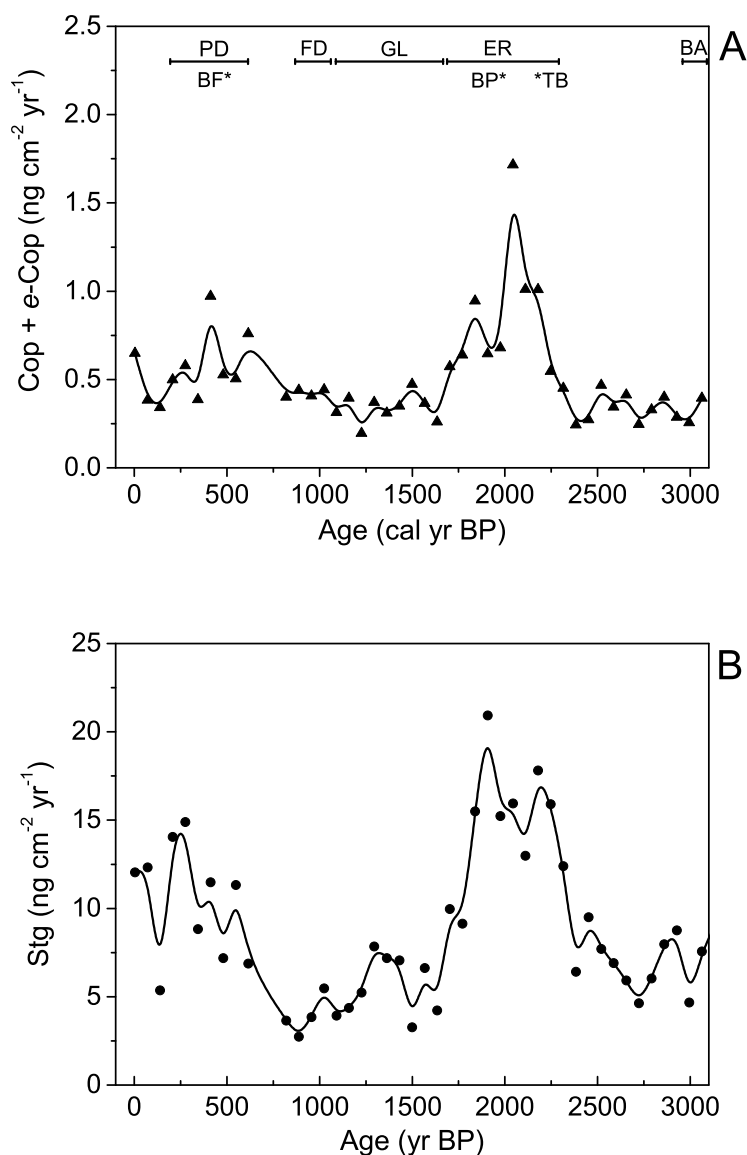 A
PD FD GL ER BA
BF* BP* *TB
2.5
2.0
1.5
1.0
0.5
0.0
Cop + e-Cop (ng cm-2 yr-1)
0 500 1000 1500 2000 2500 3000
Age (cal yr BP)
B
25
20
15
10
5
0
Stg (ng cm-2 yr-1)
0 500 1000 1500 2000 2500 3000
Age (yr BP)